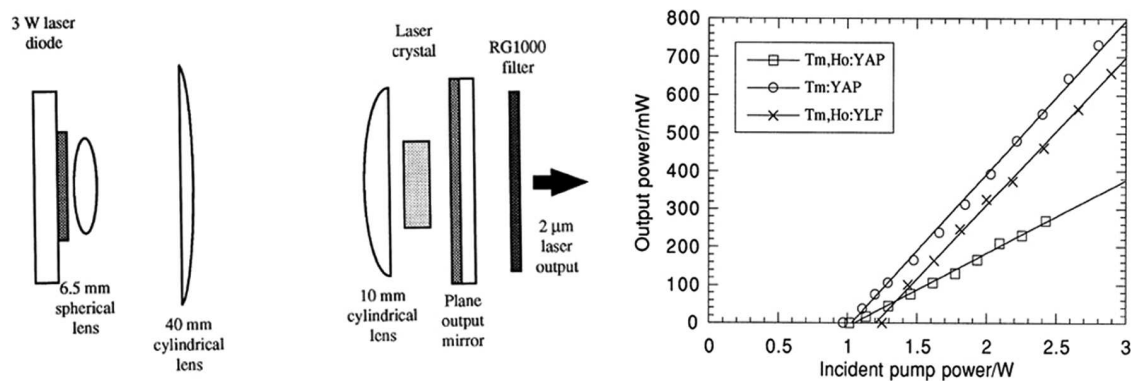 3 W laser
diode
6.5 mm
spherical
lens
40 mm
cylindrical
lens
Laser
crystal
10 mm
cylindrical
lens
Plane
output
mirror
RG1000
filter
2 µm
laser
output
Output power/mW
800
700
600
500
400
300
200
100
0
Tm,Ho:YAP
Tm:YAP
Tm,Ho:YLF
0 0.5 1 1.5 2 2.5 3
Incident pump power/W